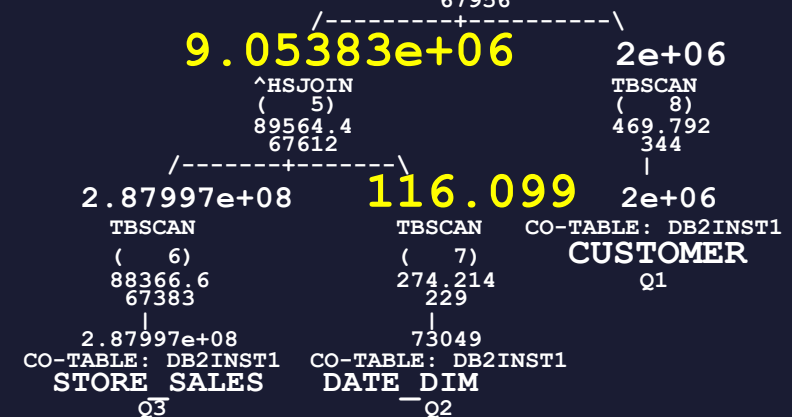 67956
/---------+----------\
9.05383e+06 2e+06
^HSJOIN TBSCAN
( 5) ( 8)
89564.4 469.792
67612 344
/-------+-------\ |
2.87997e+08 116.099 2e+06
TBSCAN TBSCAN CO-TABLE: DB2INST1
( 6) ( 7) CUSTOMER
88366.6 274.214 Q1
67383 229
| |
2.87997e+08 73049
CO-TABLE: DB2INST1 CO-TABLE: DB2INST1
STORE_SALES DATE_DIM
Q3 Q2